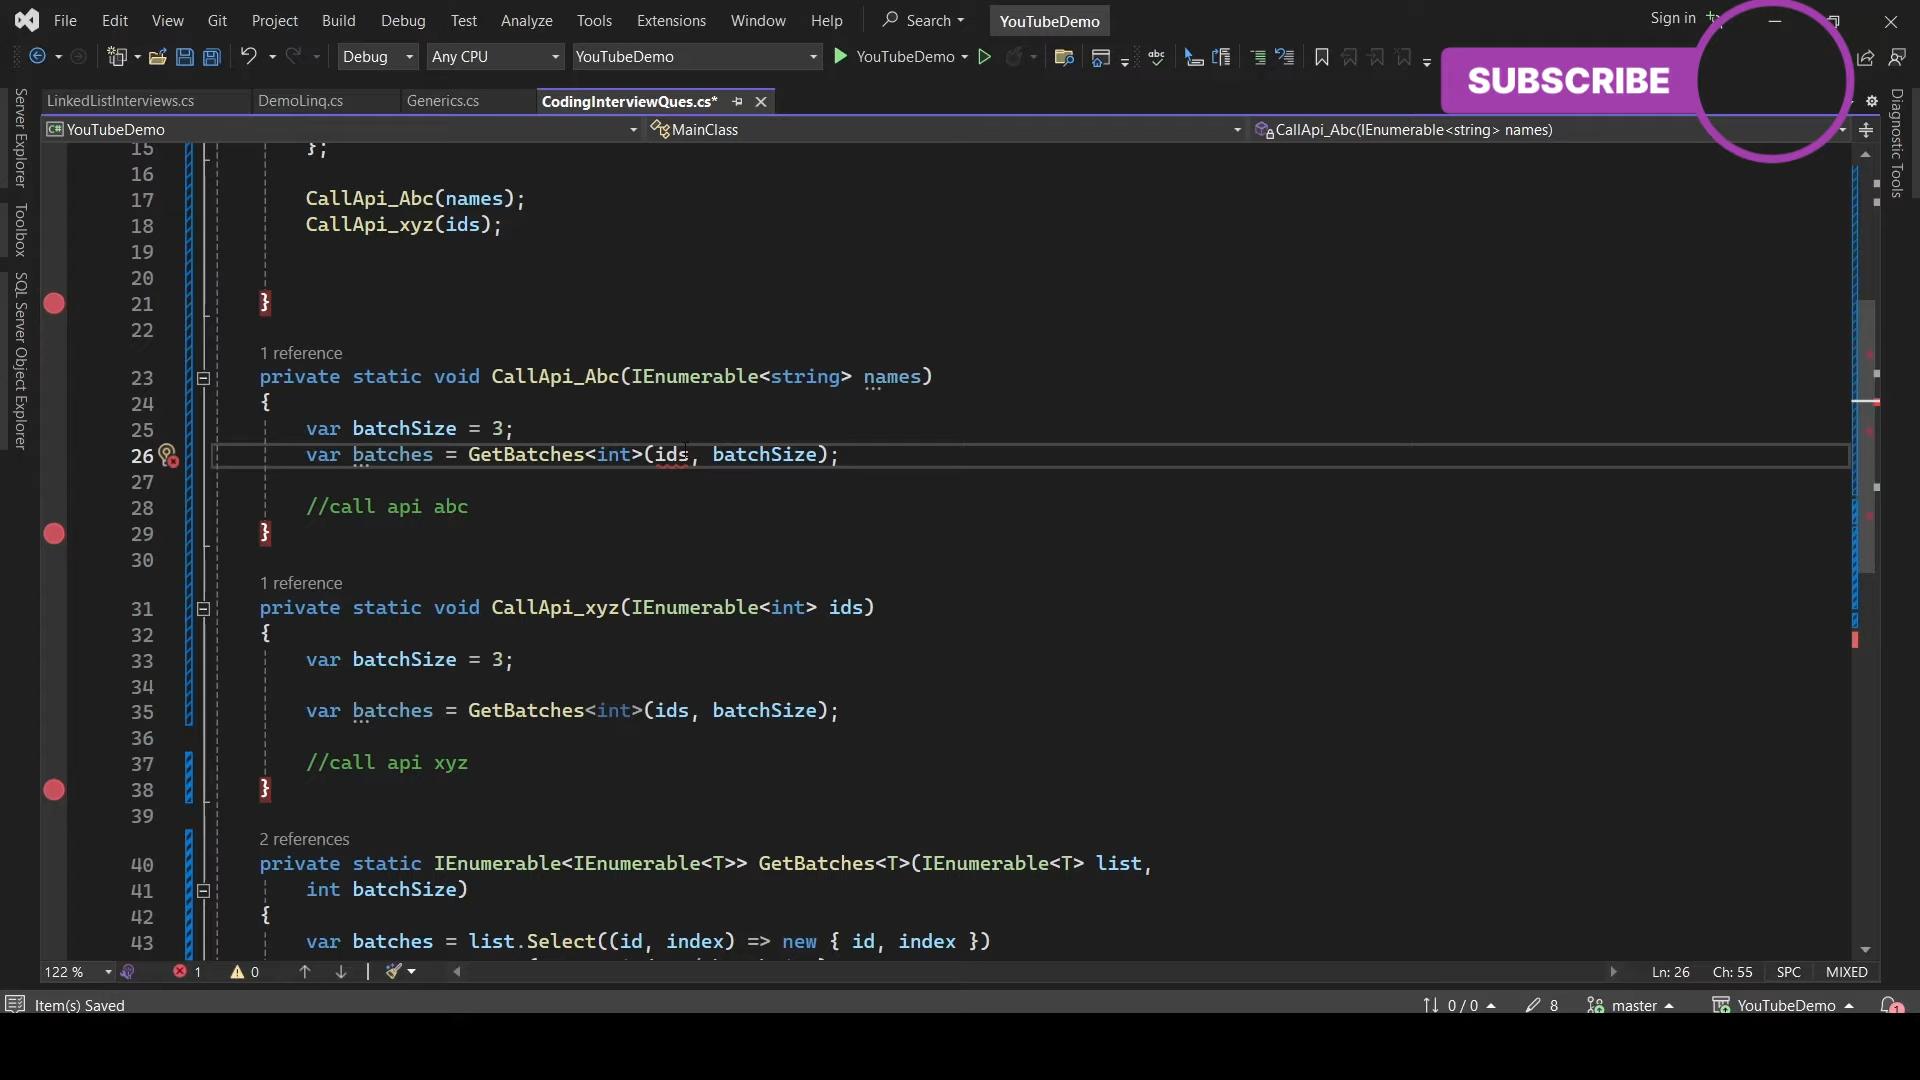 File Edit View Git Project Build Debug Test Analyze Tools Extensions Window Help Search YouTubeDemo Sign in
Debug Any CPU YouTubeDemo YouTubeDemo
SUBSCRIBE
LinkedListInterviews.cs DemoLinq.cs Generics.cs CodingInterviewQues.cs*
YouTubeDemo MainClass CallApi_Abc(IEnumerable<string> names)
Server Explorer
Toolbox
SQL Server Object Explorer
Diagnostic Tools
15 };
16
17 CallApi_Abc(names);
18 CallApi_xyz(ids);
19
20
21 }
22
1 reference
23 private static void CallApi_Abc(IEnumerable<string> names)
24 {
25 var batchSize = 3;
26 var batches = GetBatches<int>(ids, batchSize);
27
28 //call api abc
29 }
30
1 reference
31 private static void CallApi_xyz(IEnumerable<int> ids)
32 {
33 var batchSize = 3;
34
35 var batches = GetBatches<int>(ids, batchSize);
36
37 //call api xyz
38 }
39
2 references
40 private static IEnumerable<IEnumerable<T>> GetBatches<T>(IEnumerable<T> list,
41 int batchSize)
42 {
43 var batches = list.Select((id, index) => new { id, index })
122 % 1 0 Ln: 26 Ch: 55 SPC MIXED
Item(s) Saved 0 / 0 8 master YouTubeDemo 1